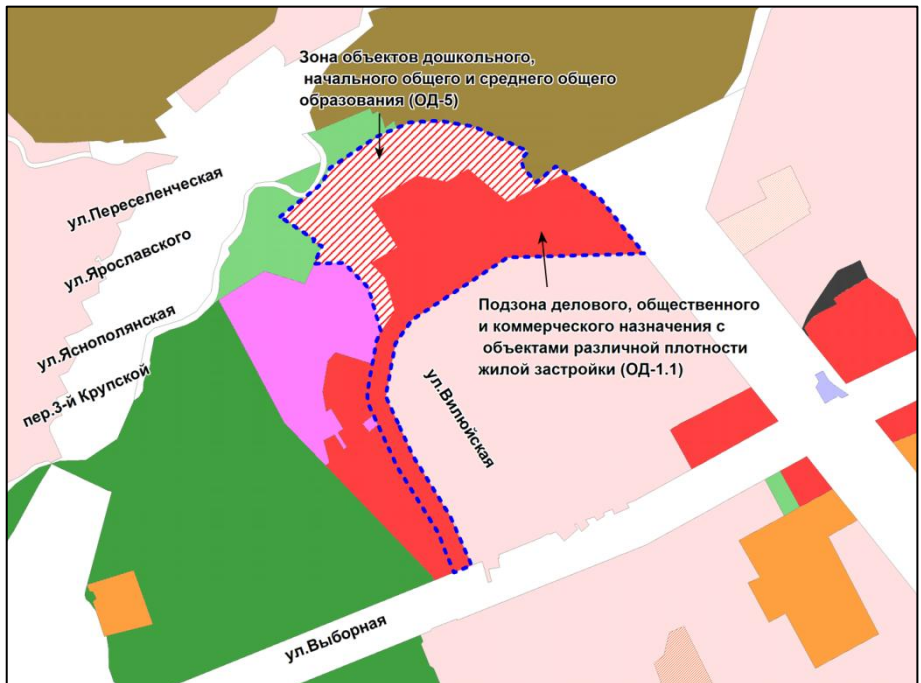 Зона объектов дошкольного,
начального общего и среднего общего
образования (ОД-5)
ул.Переселенческая
ул.Ярославского
ул.Яснополянская
пер.3-й Крупской
Подзона делового, общественного
и коммерческого назначения с
объектами различной плотности
жилой застройки (ОД-1.1)
ул.Вилюйская
ул.Выборная